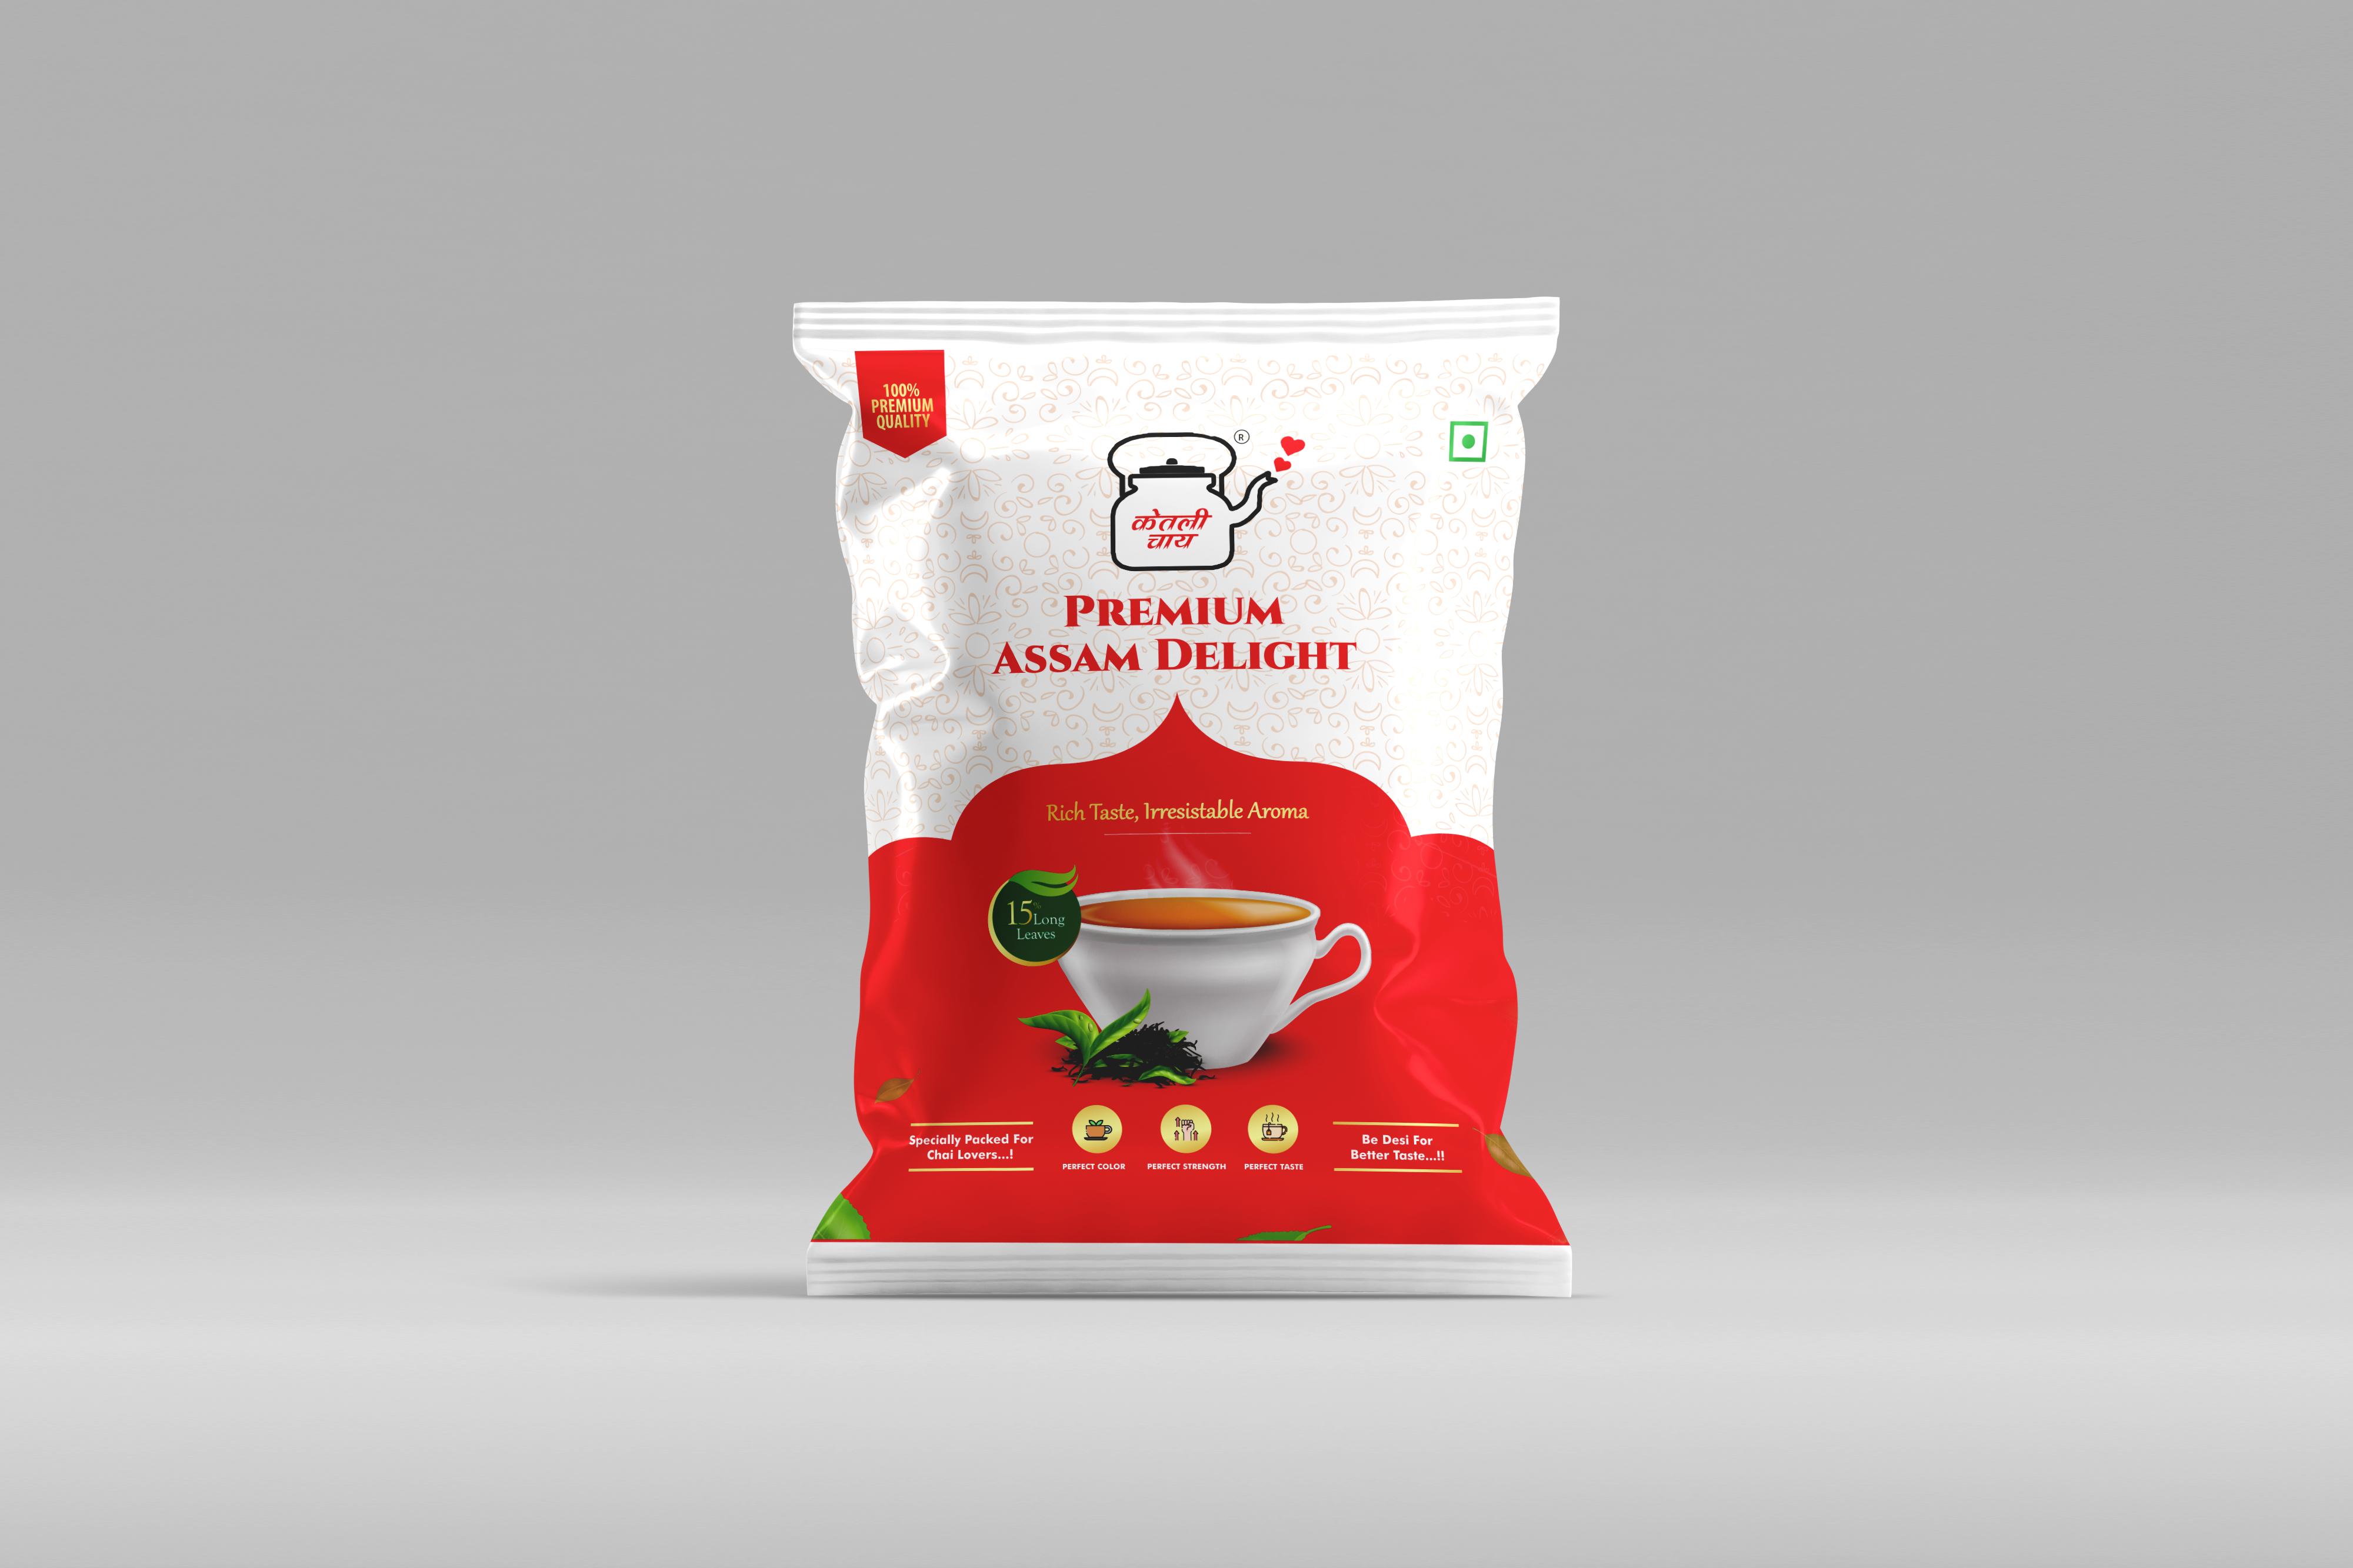 100%
PREMIUM
QUALITY
®
केतली
चाय
PREMIUM
ASSAM DELIGHT
Rich Taste, Irresistable Aroma
15% Long
Leaves
Specially Packed For
Chai Lovers...!
PERFECT COLOR
PERFECT STRENGTH
PERFECT TASTE
Be Desi For
Better Taste...!!